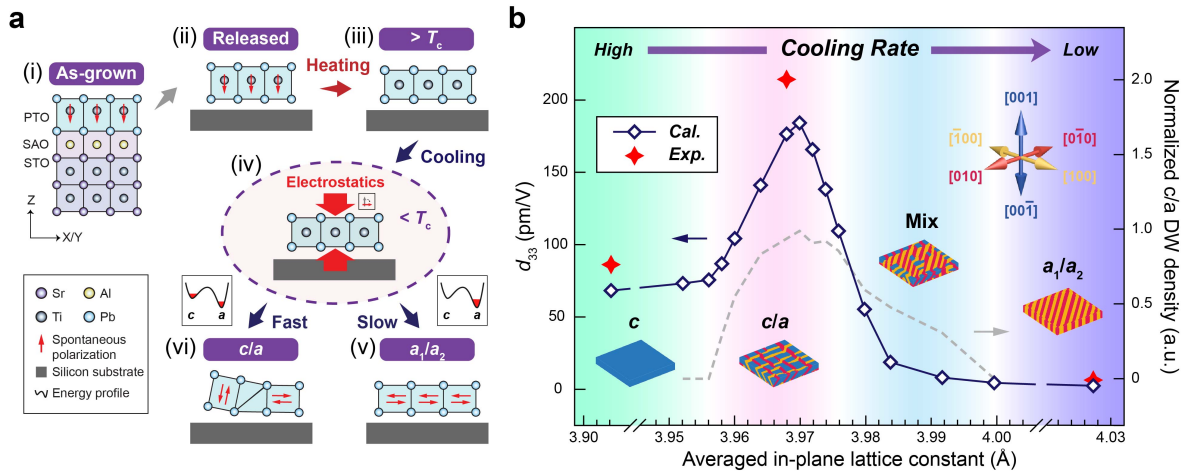 a
(i)
As-grown
PTO
SAO
STO
Z
X/Y
(ii)
Released
Heating
(iii)
> Tc
Cooling
(iv)
Electrostatics
< Tc
c a
Fast
Slow
c a
(vi)
c/a
(v)
a1/a2
Sr
Al
Ti
Pb
Spontaneous
polarization
Silicon substrate
Energy profile
b
High
Cooling Rate
Low
Cal.
Exp.
[001]
[1̄00]
[01̄0]
[010]
[100]
[001̄]
c
c/a
Mix
a1/a2
d33 (pm/V)
200
150
100
50
0
Normalized c/a DW density (a.u.)
2.0
1.5
1.0
0.5
0
3.90
3.95
3.96
3.97
3.98
3.99
4.00
4.03
Averaged in-plane lattice constant (Å)